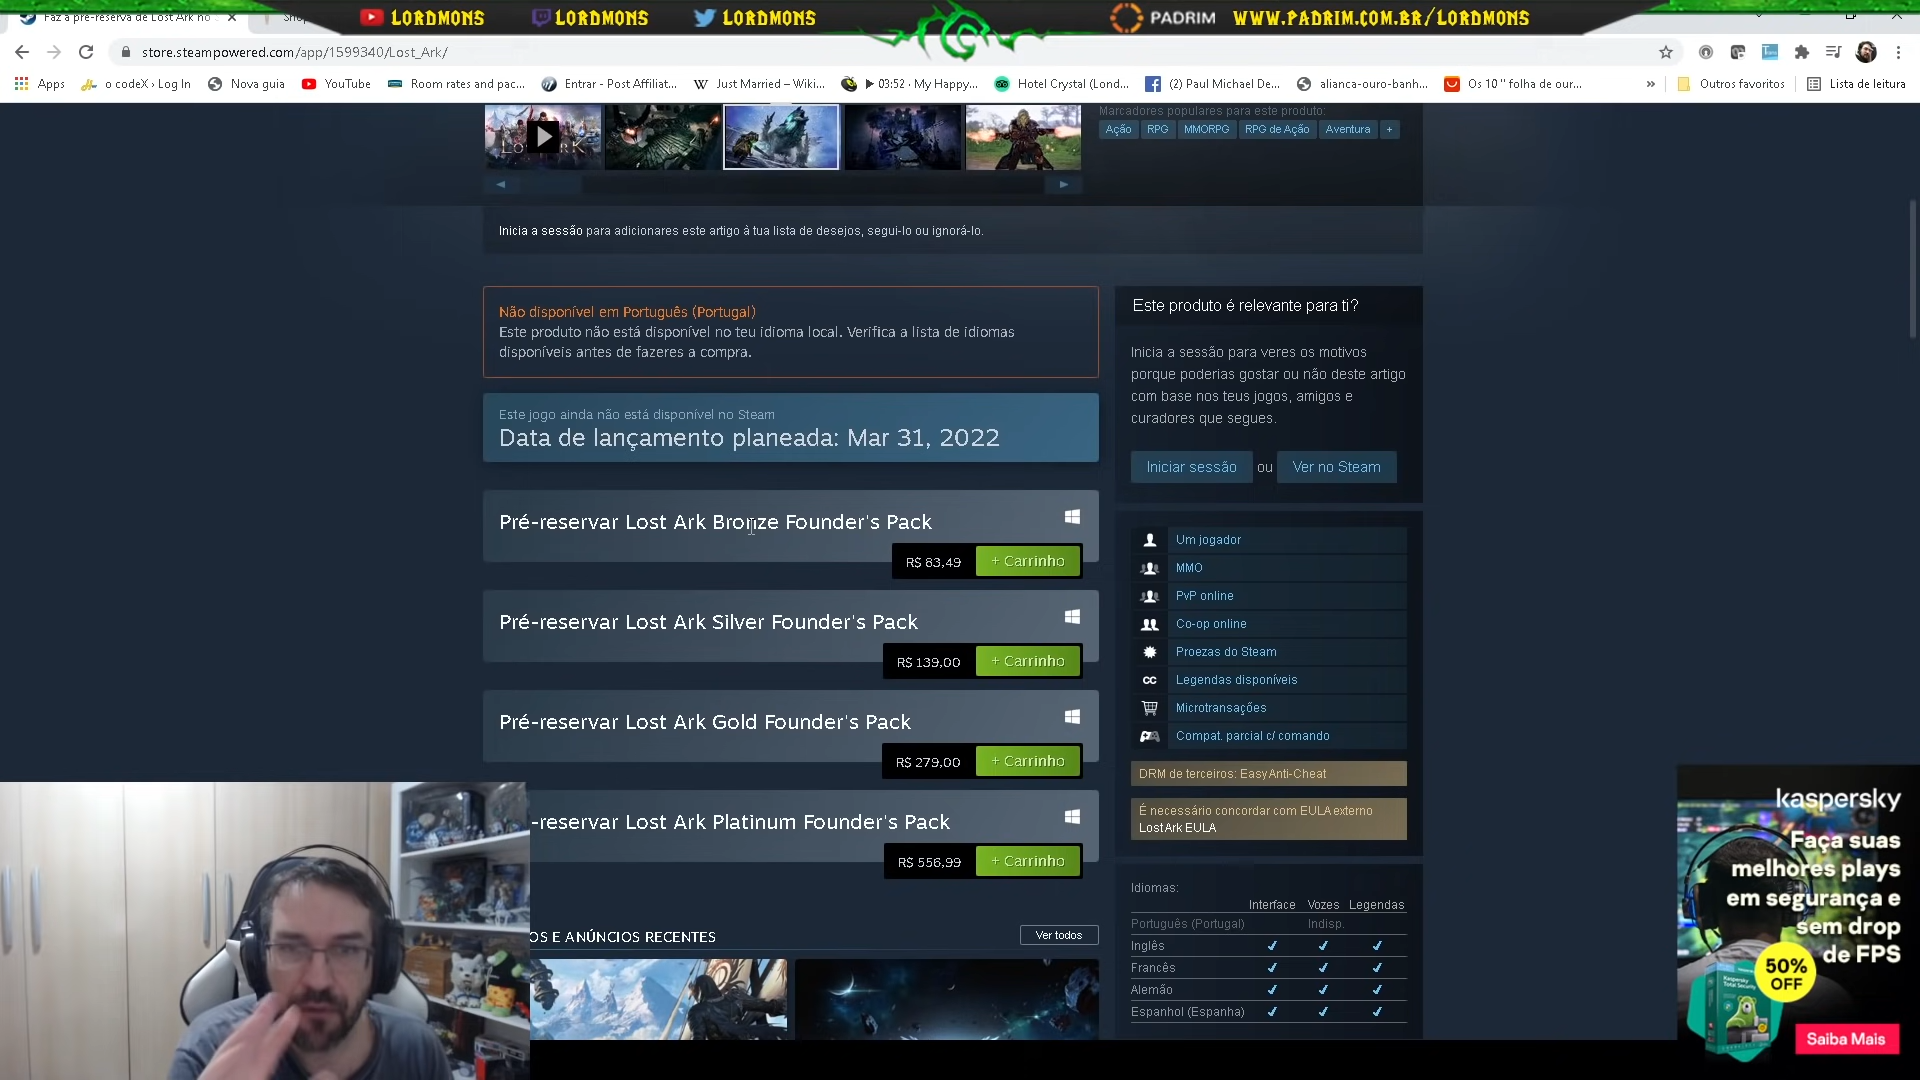 Faz a pré-reserva de Lost Ark no
LORDMONS
LORDMONS
LORDMONS
PADRIM
WWW.PADRIM.COM.BR/LORDMONS
store.steampowered.com/app/1599340/Lost_Ark/
Apps
o codeX › Log In
Nova guia
YouTube
Room rates and pac...
Entrar - Post Affiliat...
Just Married – Wiki...
03:52 · My Happy...
Hotel Crystal (Lond...
(2) Paul Michael De...
alianca-ouro-banh...
Os 10 " folha de our...
»
Outros favoritos
Lista de leitura
Marcadores populares para este produto:
Ação
RPG
MMORPG
RPG de Ação
Aventura
+
Inicia a sessão para adicionares este artigo à tua lista de desejos, segui-lo ou ignorá-lo.
Não disponível em Português (Portugal)
Este produto não está disponível no teu idioma local. Verifica a lista de idiomas
disponíveis antes de fazeres a compra.
Este jogo ainda não está disponível no Steam
Data de lançamento planeada: Mar 31, 2022
Pré-reservar Lost Ark Bronze Founder's Pack
R$ 83,49
+ Carrinho
Pré-reservar Lost Ark Silver Founder's Pack
R$ 139,00
+ Carrinho
Pré-reservar Lost Ark Gold Founder's Pack
R$ 279,00
+ Carrinho
-reservar Lost Ark Platinum Founder's Pack
R$ 556,99
+ Carrinho
OS E ANÚNCIOS RECENTES
Ver todos
Este produto é relevante para ti?
Inicia a sessão para veres os motivos
porque poderias gostar ou não deste artigo
com base nos teus jogos, amigos e
curadores que segues.
Iniciar sessão
ou
Ver no Steam
Um jogador
MMO
PvP online
Co-op online
Proezas do Steam
CC
Legendas disponíveis
Microtransações
Compat. parcial c/ comando
DRM de terceiros: EasyAnti-Cheat
É necessário concordar com EULA externo
Lost Ark EULA
Idiomas:
Interface Vozes Legendas
Português (Portugal) Indisp.
Inglês ✔ ✔ ✔
Francês ✔ ✔ ✔
Alemão ✔ ✔ ✔
Espanhol (Espanha) ✔ ✔ ✔
kaspersky
Faça suas
melhores plays
em segurança e
sem drop
de FPS
50%
OFF
Saiba Mais